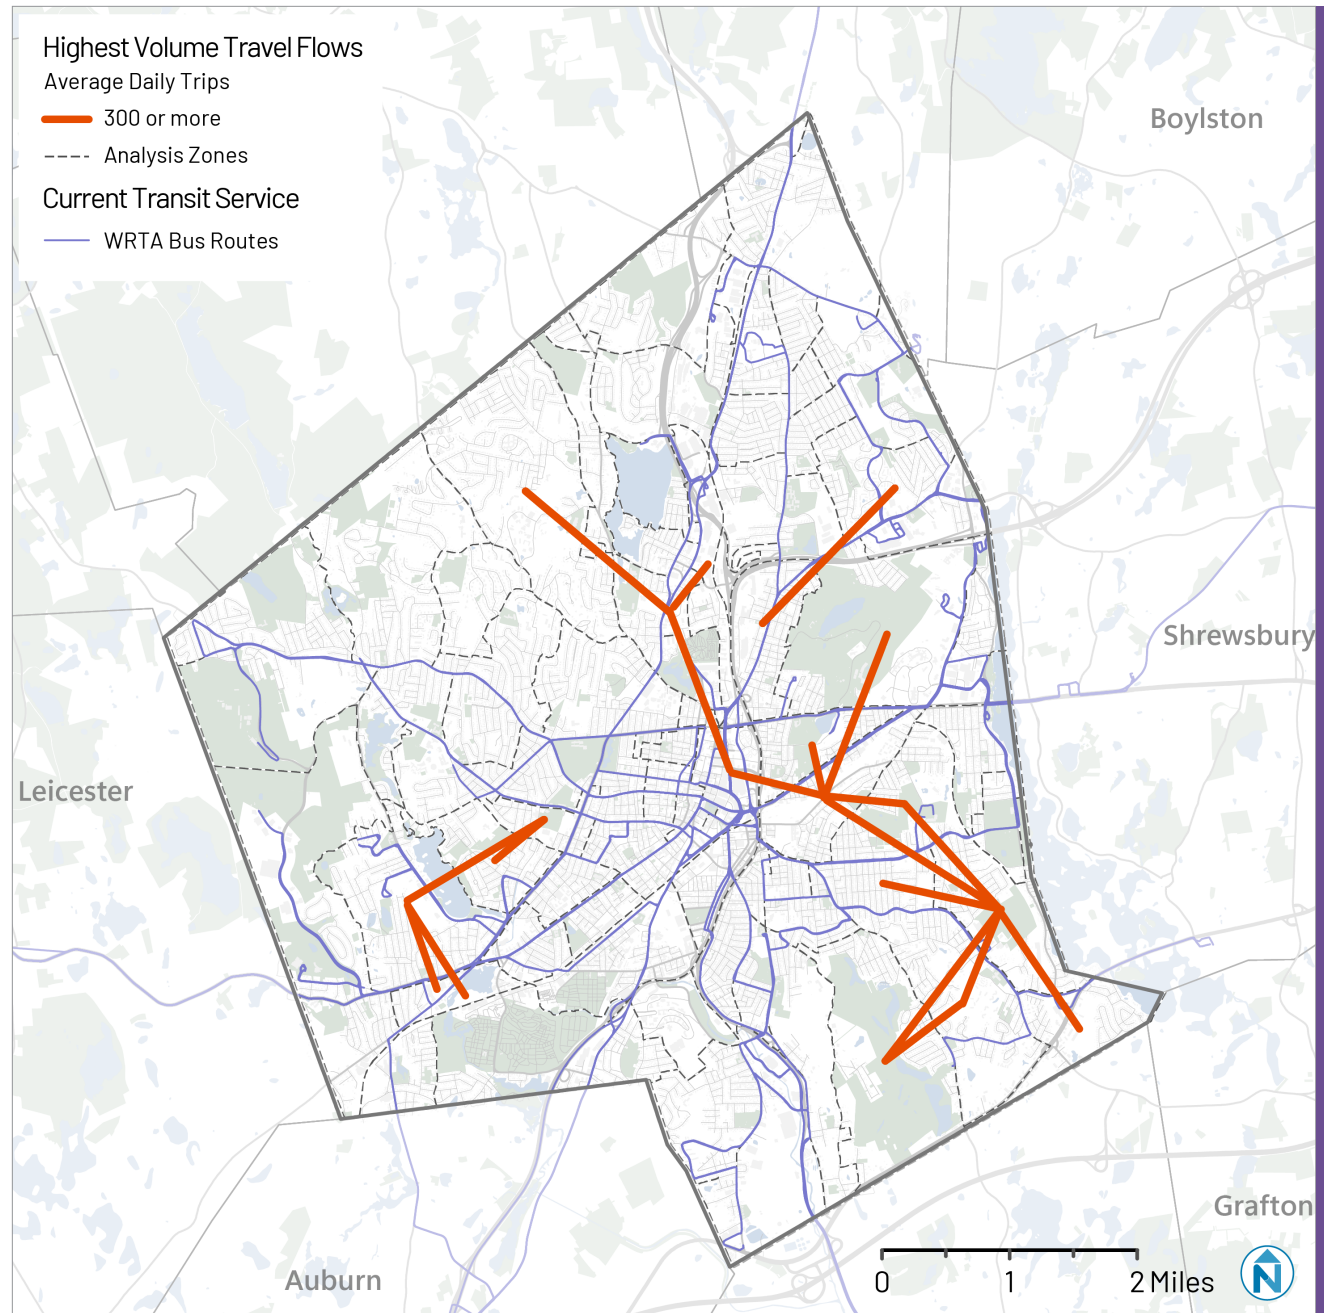 Highest Volume Travel Flows
Average Daily Trips
300 or more
Analysis Zones
Current Transit Service
WRTA Bus Routes
Boylston
Shrewsbury
Leicester
Grafton
Auburn
0 1 2 Miles
N